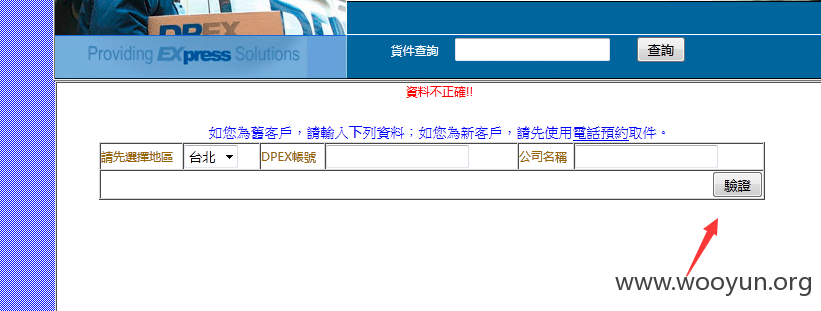 DPEX
Providing EXpress Solutions
貨件查詢 查詢
資料不正確!!
如您為舊客戶，請輸入下列資料；如您為新客戶，請先使用電話預約取件。
請先選擇地區 台北 DPEX帳號 公司名稱
驗證
www.wooyun.org